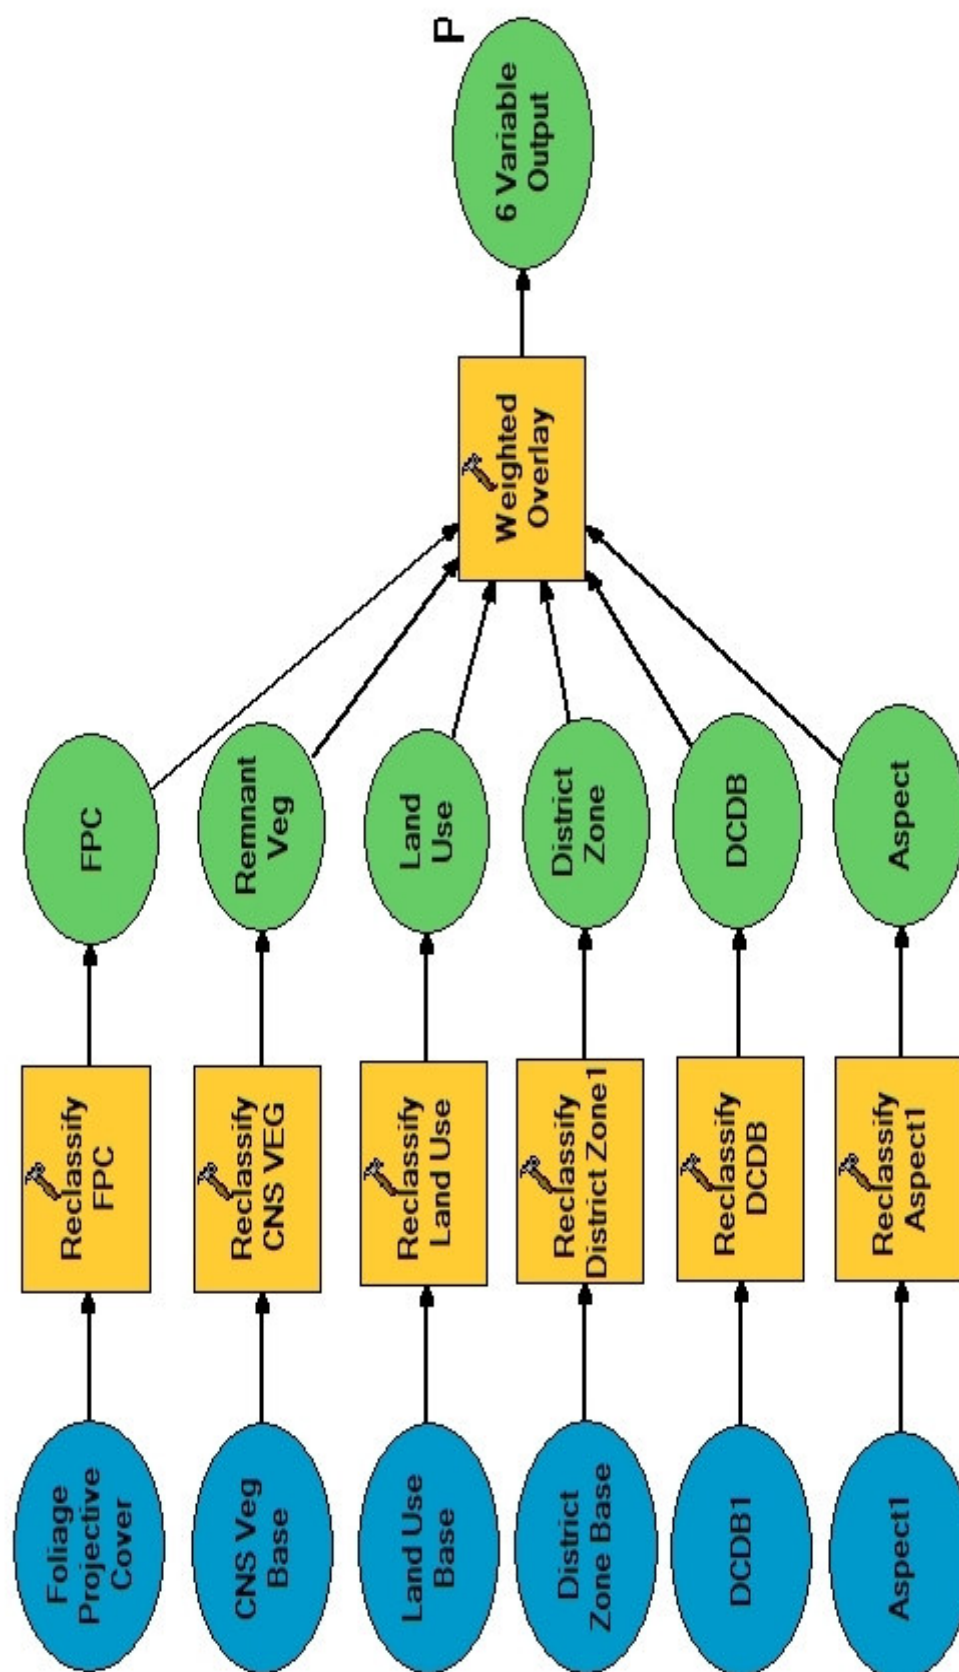 Foliage
Projective
Cover
Reclassify
FPC
FPC
CNS Veg
Base
Reclassify
CNS VEG
Remnant
Veg
Land Use
Base
Reclassify
Land Use
Land
Use
District
Zone Base
Reclassify
District Zone1
District
Zone
DCDB1
Reclassify
DCDB
DCDB
Aspect1
Reclassify
Aspect1
Aspect
Weighted
Overlay
P
6 Variable
Output